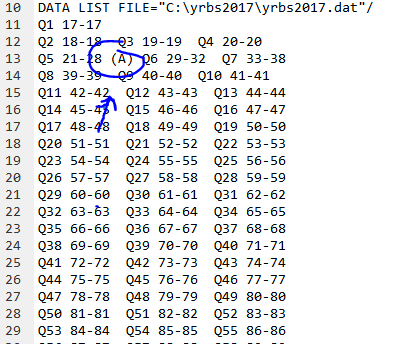 10 DATA LIST FILE="C:\yrbs2017\yrbs2017.dat"/
11 Q1 17-17
12 Q2 18-18 Q3 19-19 Q4 20-20
13 Q5 21-28 (A) Q6 29-32 Q7 33-38
14 Q8 39-39 Q9 40-40 Q10 41-41
15 Q11 42-42 Q12 43-43 Q13 44-44
16 Q14 45-45 Q15 46-46 Q16 47-47
17 Q17 48-48 Q18 49-49 Q19 50-50
18 Q20 51-51 Q21 52-52 Q22 53-53
19 Q23 54-54 Q24 55-55 Q25 56-56
20 Q26 57-57 Q27 58-58 Q28 59-59
21 Q29 60-60 Q30 61-61 Q31 62-62
22 Q32 63-63 Q33 64-64 Q34 65-65
23 Q35 66-66 Q36 67-67 Q37 68-68
24 Q38 69-69 Q39 70-70 Q40 71-71
25 Q41 72-72 Q42 73-73 Q43 74-74
26 Q44 75-75 Q45 76-76 Q46 77-77
27 Q47 78-78 Q48 79-79 Q49 80-80
28 Q50 81-81 Q51 82-82 Q52 83-83
29 Q53 84-84 Q54 85-85 Q55 86-86